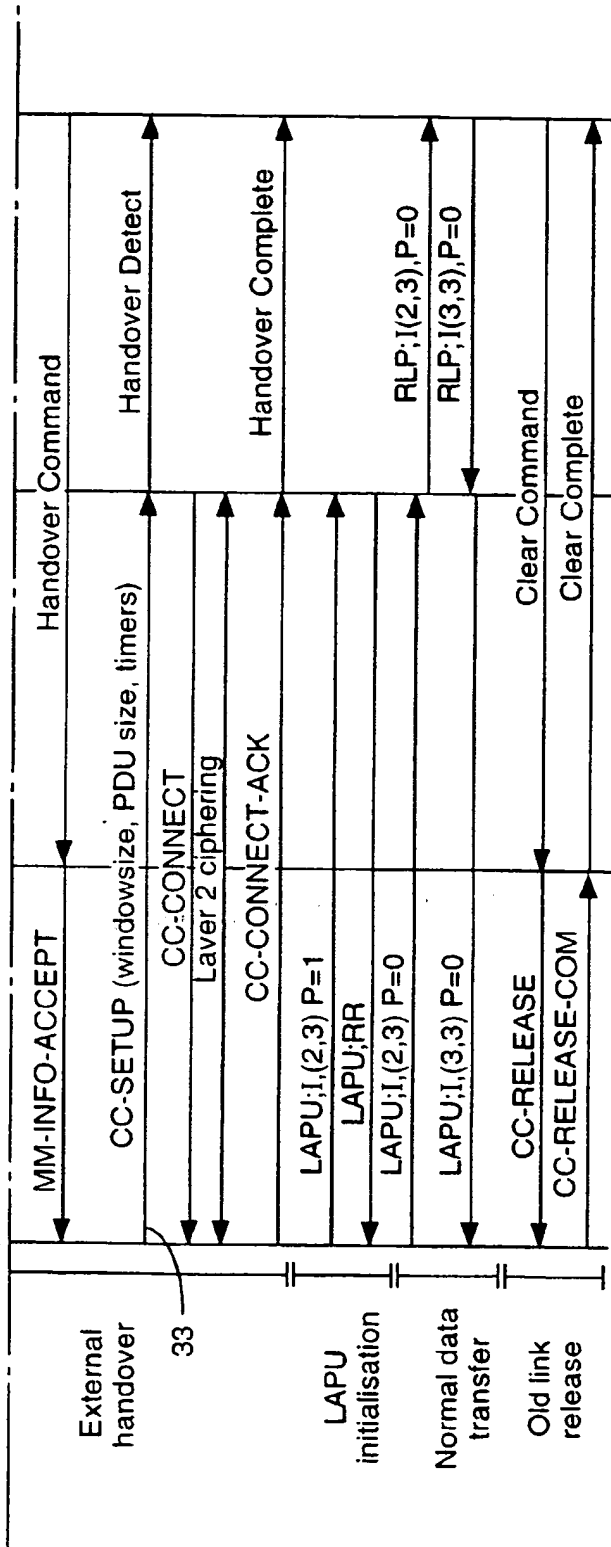 External
handover
33
LAPU
initialisation
Normal data
transfer
Old link
release
MM-INFO-ACCEPT
Handover Command
CC-SETUP (windowsize, PDU size, timers)
Handover Detect
CC-CONNECT
Laver 2 ciphering
CC-CONNECT-ACK
Handover Complete
LAPU;I,(2,3) P=1
LAPU;RR
LAPU;I,(2,3) P=0
RLP;I(2,3),P=0
LAPU;I,(3,3) P=0
RLP;I(3,3),P=0
CC-RELEASE
Clear Command
CC-RELEASE-COM
Clear Complete